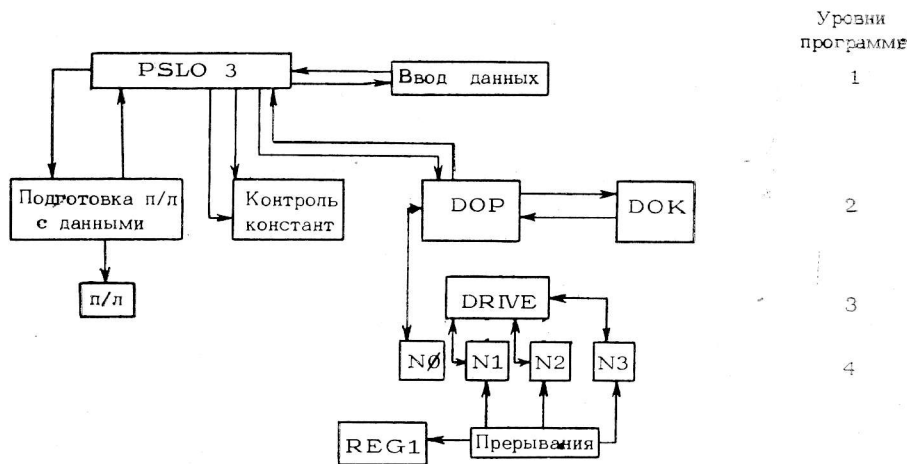 Уровни
программе
PSLO 3
Ввод данных
1
Подготовка п/л
с данными
Контроль
констант
DOP
DOK
2
п/л
DRIVE
3
NØ
N1
N2
N3
4
REG1
Прерывания